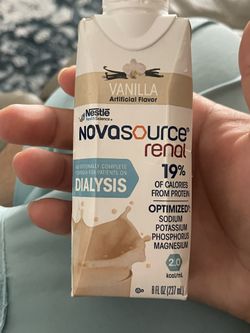 VANILLA
Artificial Flavor
Nestlé
HealthScience
NOVASOURCE®
renal
NUTRITIONALLY COMPLETE
FORMULA FOR PATIENTS ON
DIALYSIS
19%
OF CALORIES
FROM PROTEIN
OPTIMIZED
SODIUM
POTASSIUM
PHOSPHORUS
MAGNESIUM
2.0
kcal/mL
8 fl oz (237 mL)